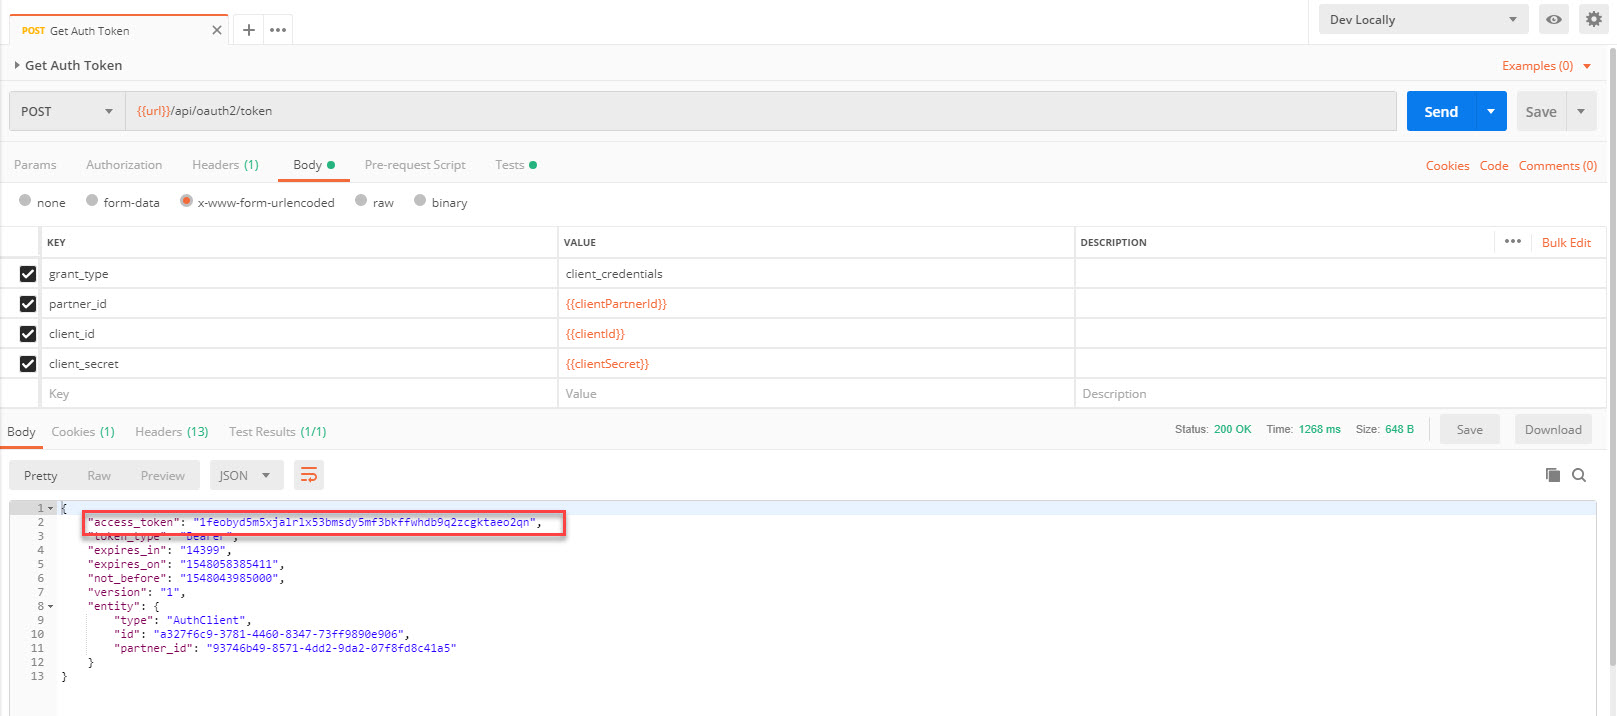 POST Get Auth Token
Dev Locally
Get Auth Token
Examples (0)
POST {{url}}/api/oauth2/token Send Save
Params Authorization Headers (1) Body Pre-request Script Tests Cookies Code Comments (0)
none form-data x-www-form-urlencoded raw binary
KEY VALUE DESCRIPTION Bulk Edit
grant_type client_credentials
partner_id {{clientPartnerId}}
client_id {{clientId}}
client_secret {{clientSecret}}
Key Value Description
Body Cookies (1) Headers (13) Test Results (1/1) Status: 200 OK Time: 1268 ms Size: 648 B Save Download
Pretty Raw Preview JSON
1 {
2 "access_token": "1feobyd5m5xjalrlx53bmsdy5mf3bkffwhdb9q2zcgktaeo2qn",
3 "token_type": "Bearer",
4 "expires_in": "14399",
5 "expires_on": "1548058385411",
6 "not_before": "1548043985000",
7 "version": "1",
8 "entity": {
9 "type": "AuthClient",
10 "id": "a327f6c9-3781-4460-8347-73ff9890e906",
11 "partner_id": "93746b49-8571-4dd2-9da2-07f8fd8c41a5"
12 }
13 }